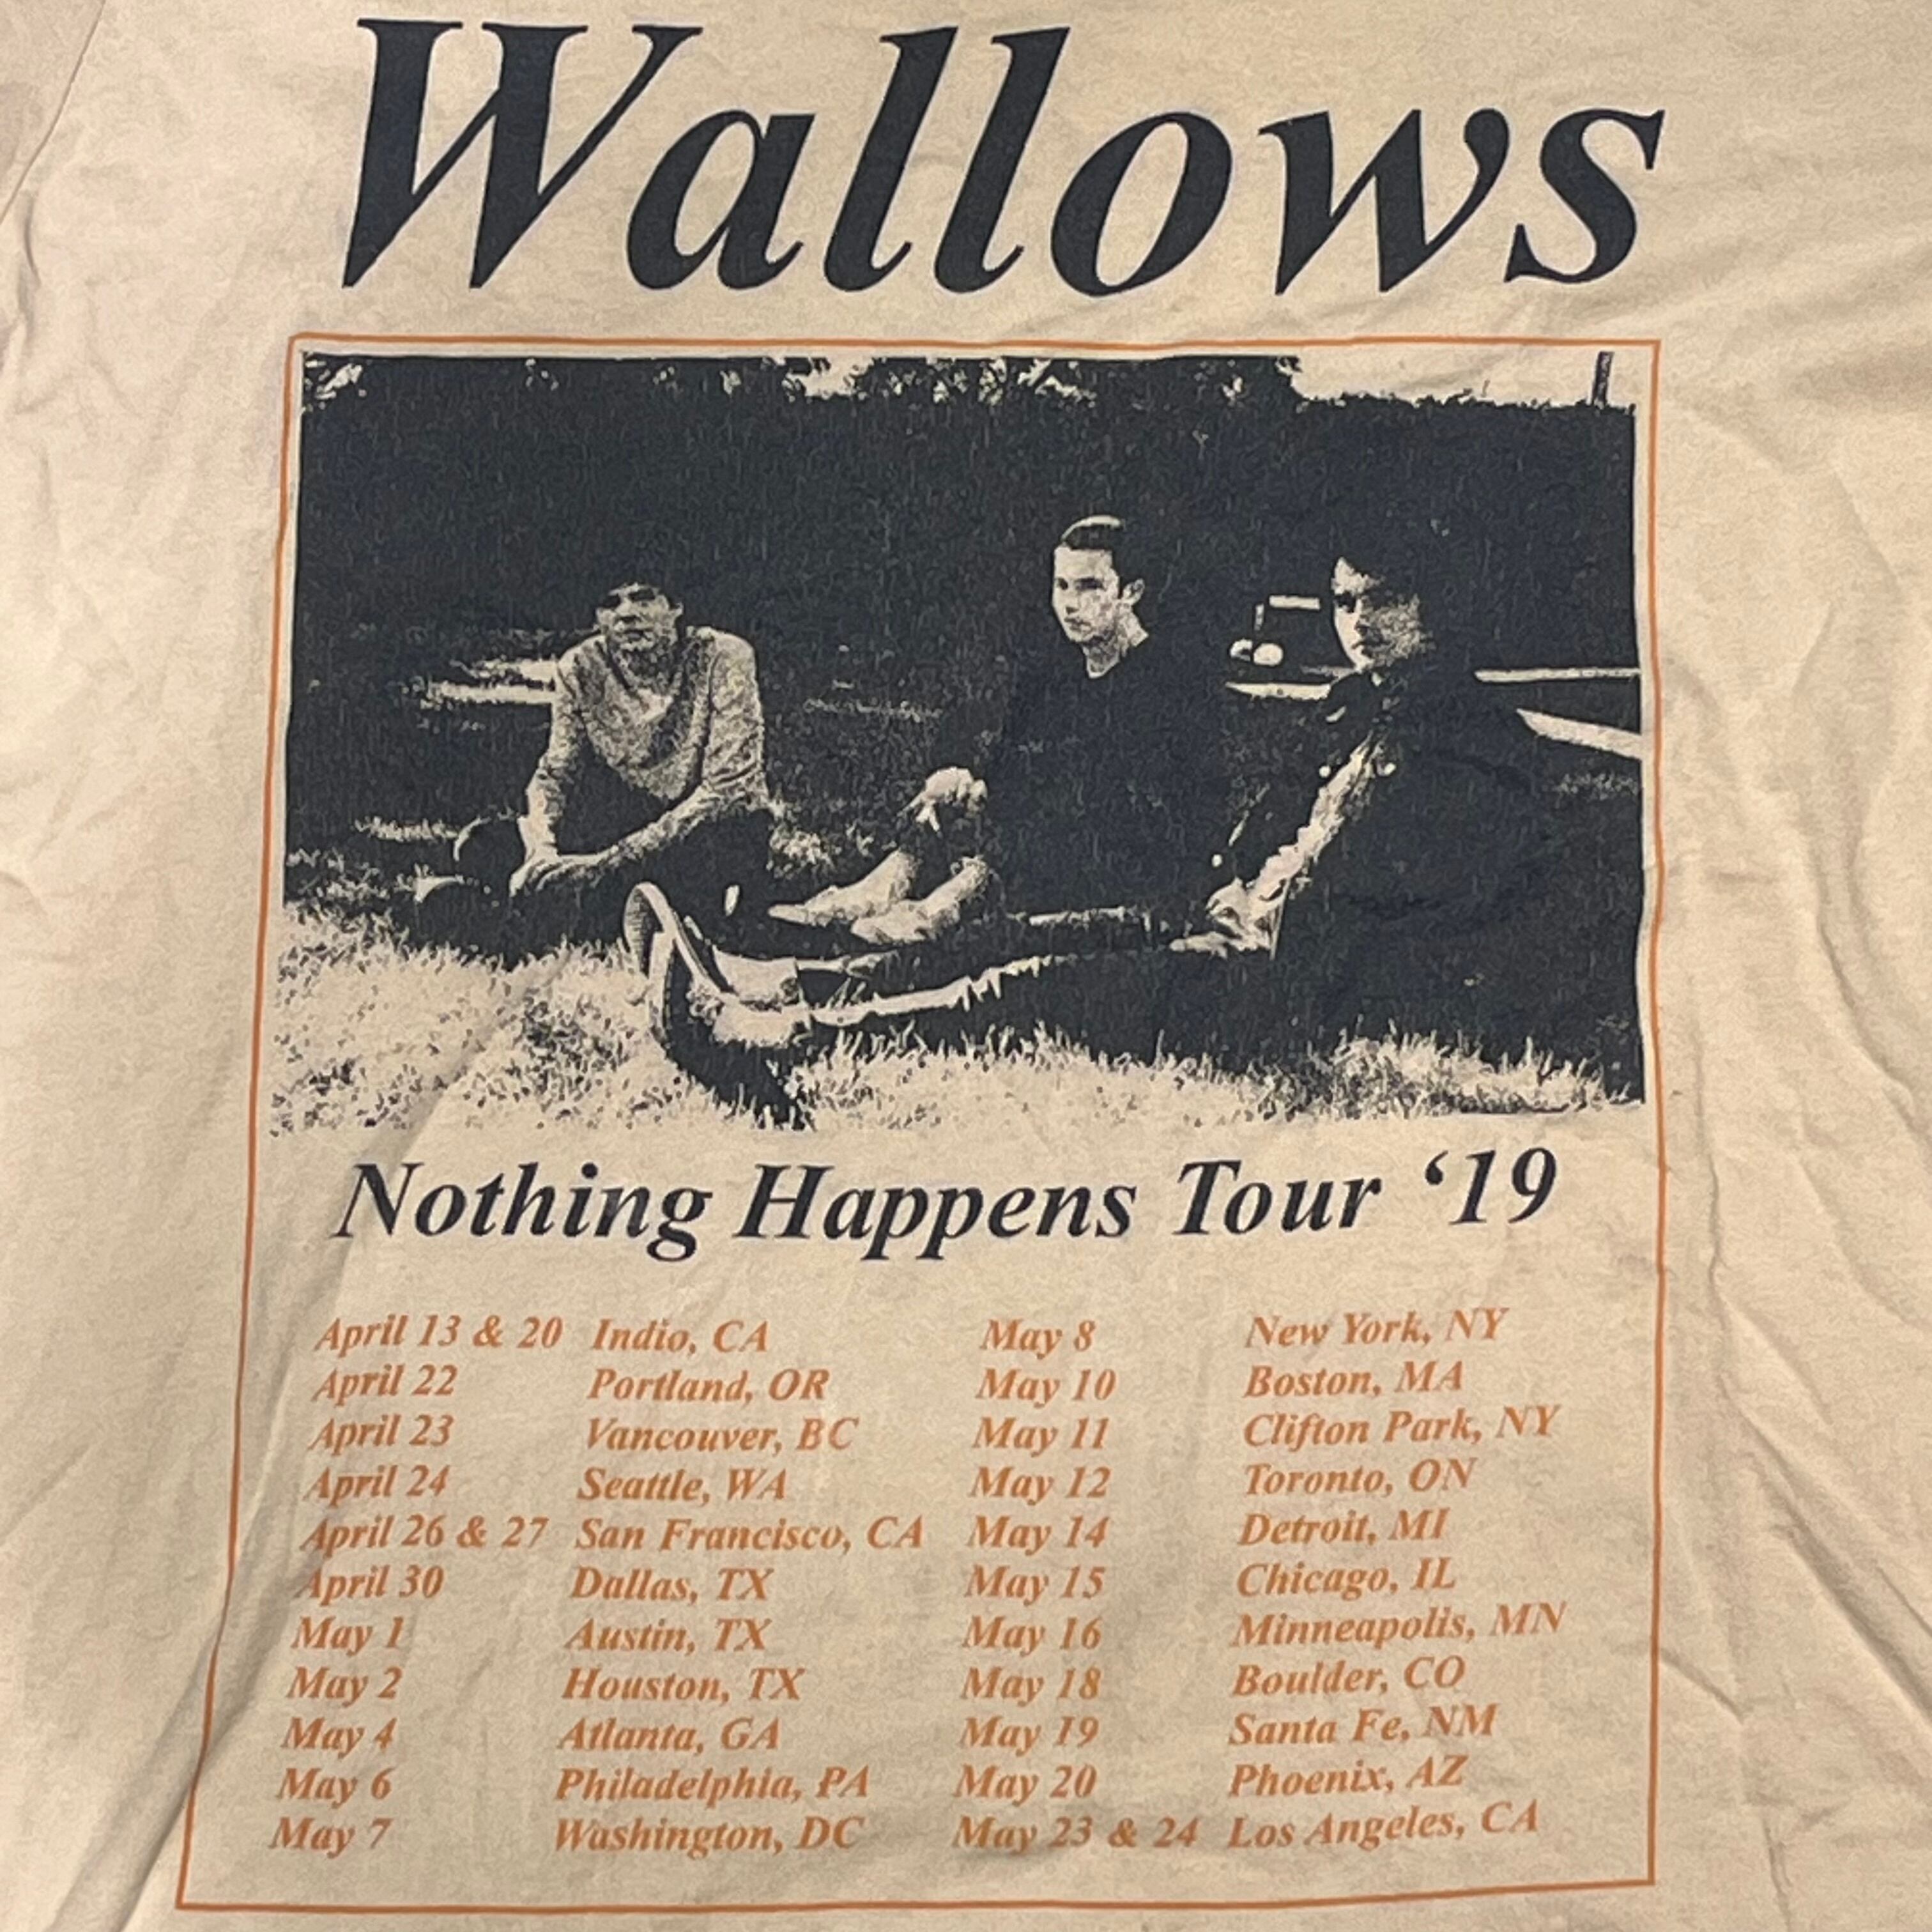 Wallows
Nothing Happens Tour ‘19
April 13 & 20 Indio, CA
April 22 Portland, OR
April 23 Vancouver, BC
April 24 Seattle, WA
April 26 & 27 San Francisco, CA
April 30 Dallas, TX
May 1 Austin, TX
May 2 Houston, TX
May 4 Atlanta, GA
May 6 Philadelphia, PA
May 7 Washington, DC
May 8 New York, NY
May 10 Boston, MA
May 11 Clifton Park, NY
May 12 Toronto, ON
May 14 Detroit, MI
May 15 Chicago, IL
May 16 Minneapolis, MN
May 18 Boulder, CO
May 19 Santa Fe, NM
May 20 Phoenix, AZ
May 23 & 24 Los Angeles, CA